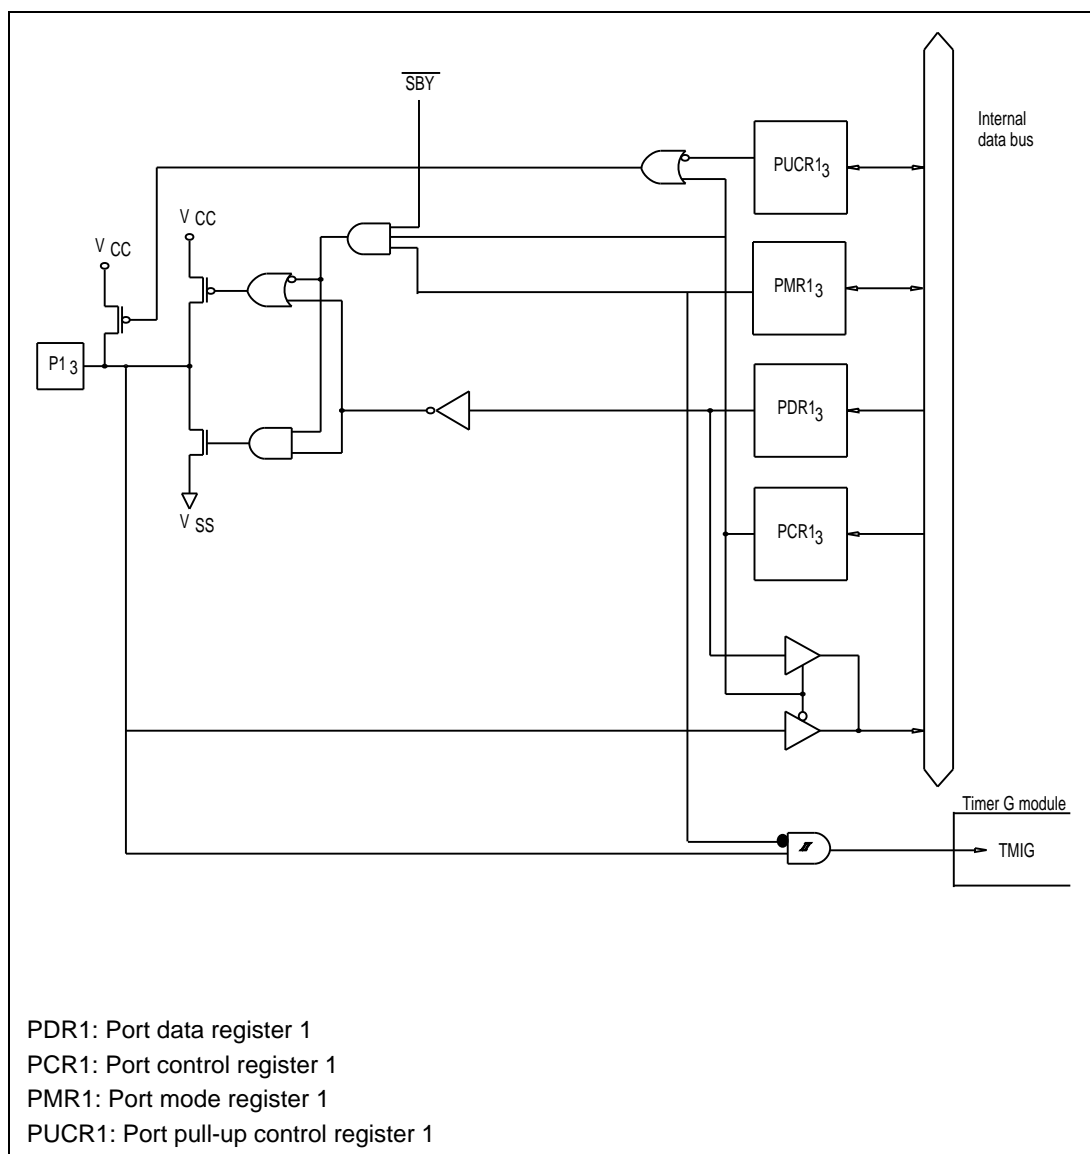 SBY
Internal
data bus
PUCR1₃
V CC
V CC
PMR1₃
P1₃
PDR1₃
V SS
PCR1₃
Timer G module
TMIG
PDR1: Port data register 1
PCR1: Port control register 1
PMR1: Port mode register 1
PUCR1: Port pull-up control register 1